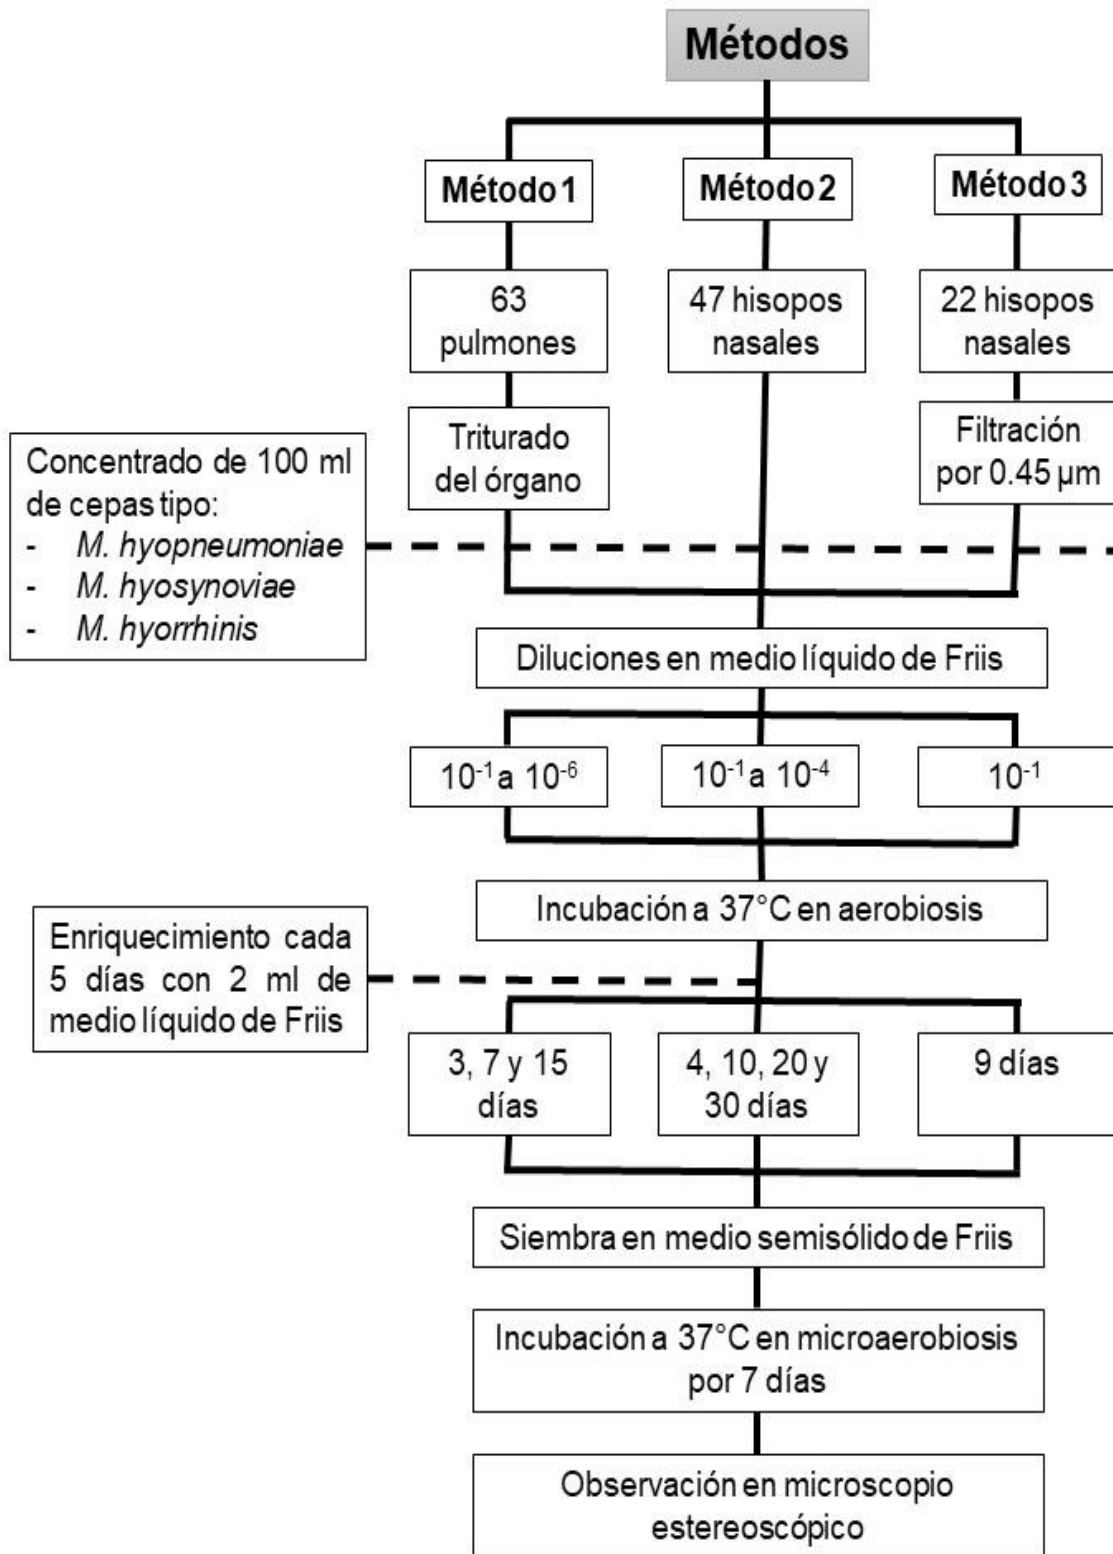 Métodos
Método 1
Método 2
Método 3
63
pulmones
47 hisopos
nasales
22 hisopos
nasales
Triturado
del órgano
Filtración
por 0.45 µm
Concentrado de 100 ml
de cepas tipo:
- M. hyopneumoniae
- M. hyosynoviae
- M. hyorrhinis
Diluciones en medio líquido de Friis
10⁻¹ a 10⁻⁶
10⁻¹ a 10⁻⁴
10⁻¹
Incubación a 37°C en aerobiosis
Enriquecimiento cada
5 días con 2 ml de
medio líquido de Friis
3, 7 y 15
días
4, 10, 20 y
30 días
9 días
Siembra en medio semisólido de Friis
Incubación a 37°C en microaerobiosis
por 7 días
Observación en microscopio
estereoscópico